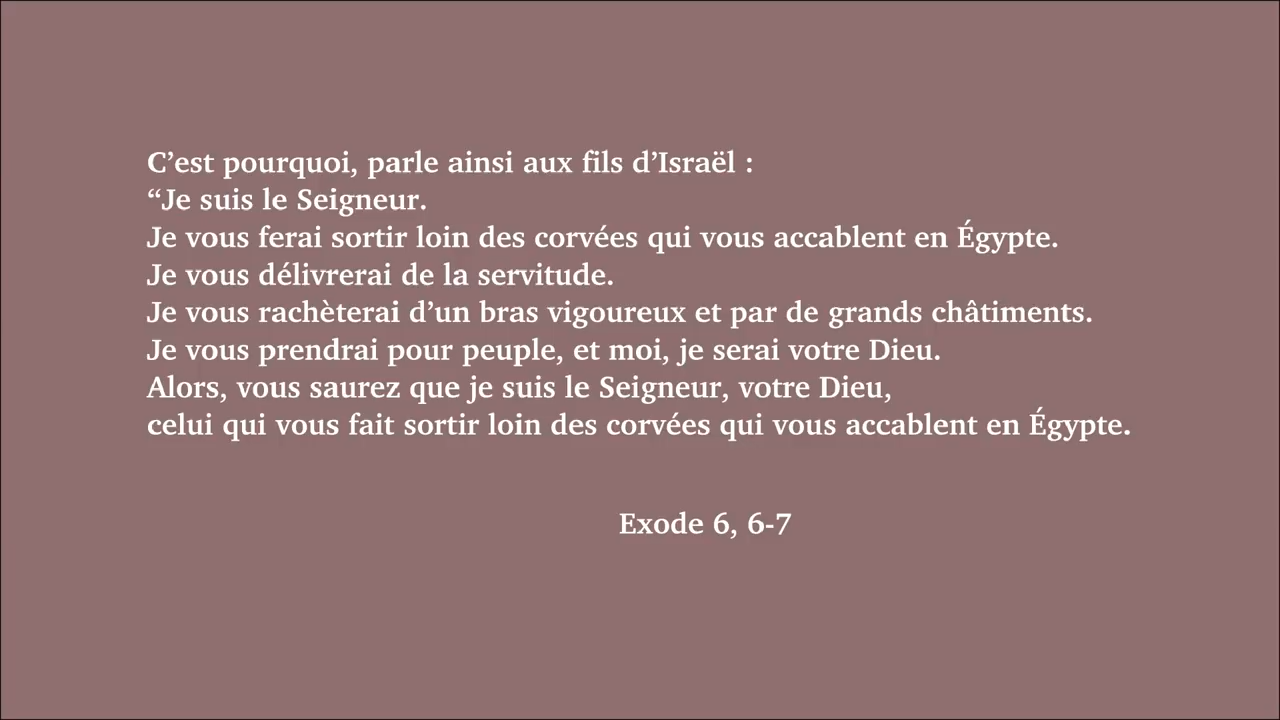 C’est pourquoi, parle ainsi aux fils d’Israël :
“Je suis le Seigneur.
Je vous ferai sortir loin des corvées qui vous accablent en Égypte.
Je vous délivrerai de la servitude.
Je vous rachèterai d’un bras vigoureux et par de grands châtiments.
Je vous prendrai pour peuple, et moi, je serai votre Dieu.
Alors, vous saurez que je suis le Seigneur, votre Dieu,
celui qui vous fait sortir loin des corvées qui vous accablent en Égypte.
Exode 6, 6-7